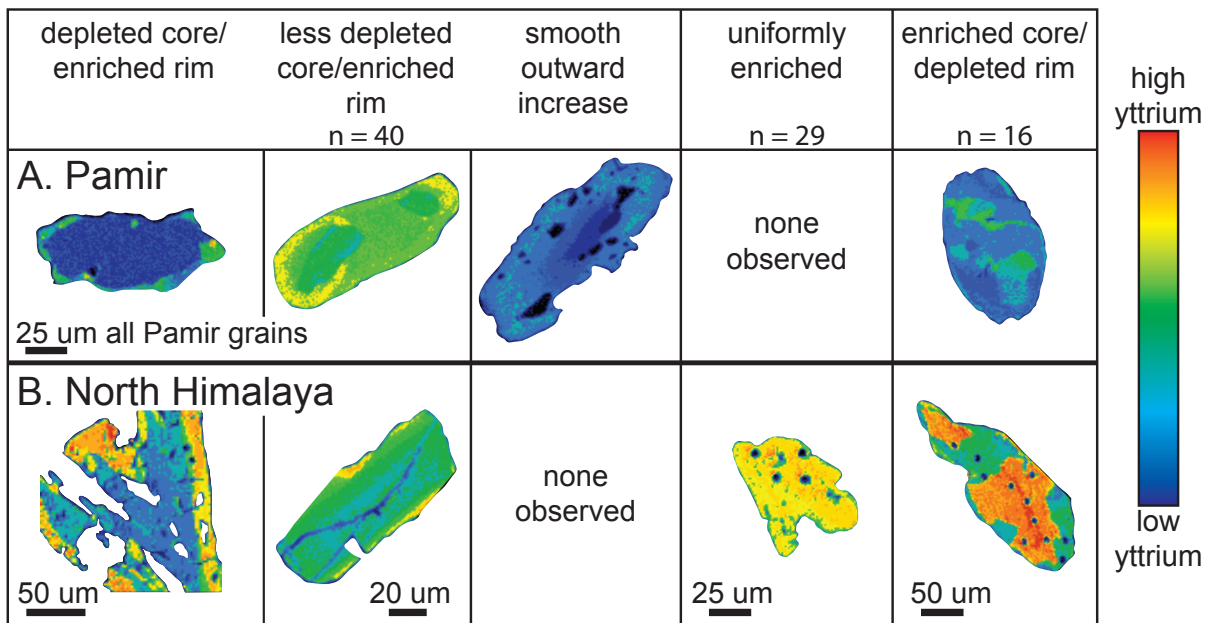 depleted core/
enriched rim
less depleted
core/enriched
rim
n = 40
smooth
outward
increase
uniformly
enriched
n = 29
enriched core/
depleted rim
n = 16
high
yttrium
A. Pamir
none
observed
25 um all Pamir grains
B. North Himalaya
none
observed
50 um
20 um
25 um
50 um
low
yttrium